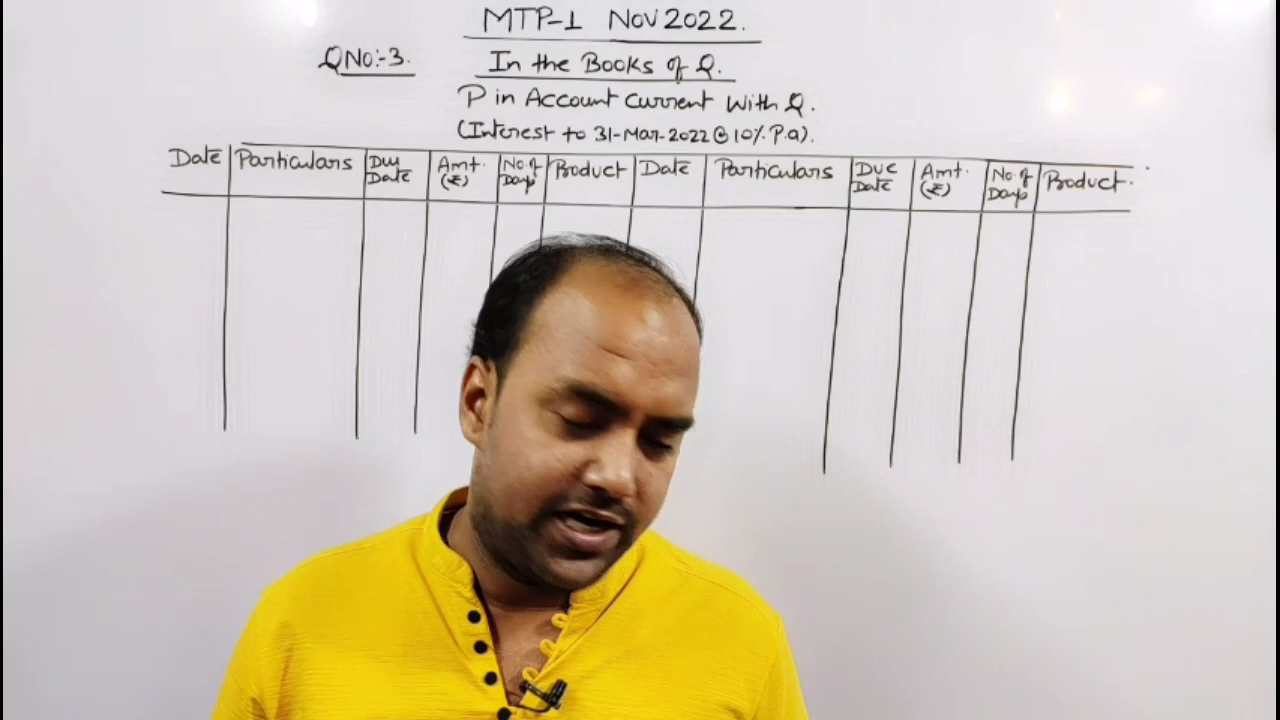 MTP-1 Nov 2022.
Q No:-3.
In the Books of Q.
P in Account Current With Q.
(Interest to 31-Mar-2022 @ 10% P.a).
Date Particulars Due Date Amt. (₹) No. of Days Product Date Particulars Due Date Amt. (₹) No. of Days Product.